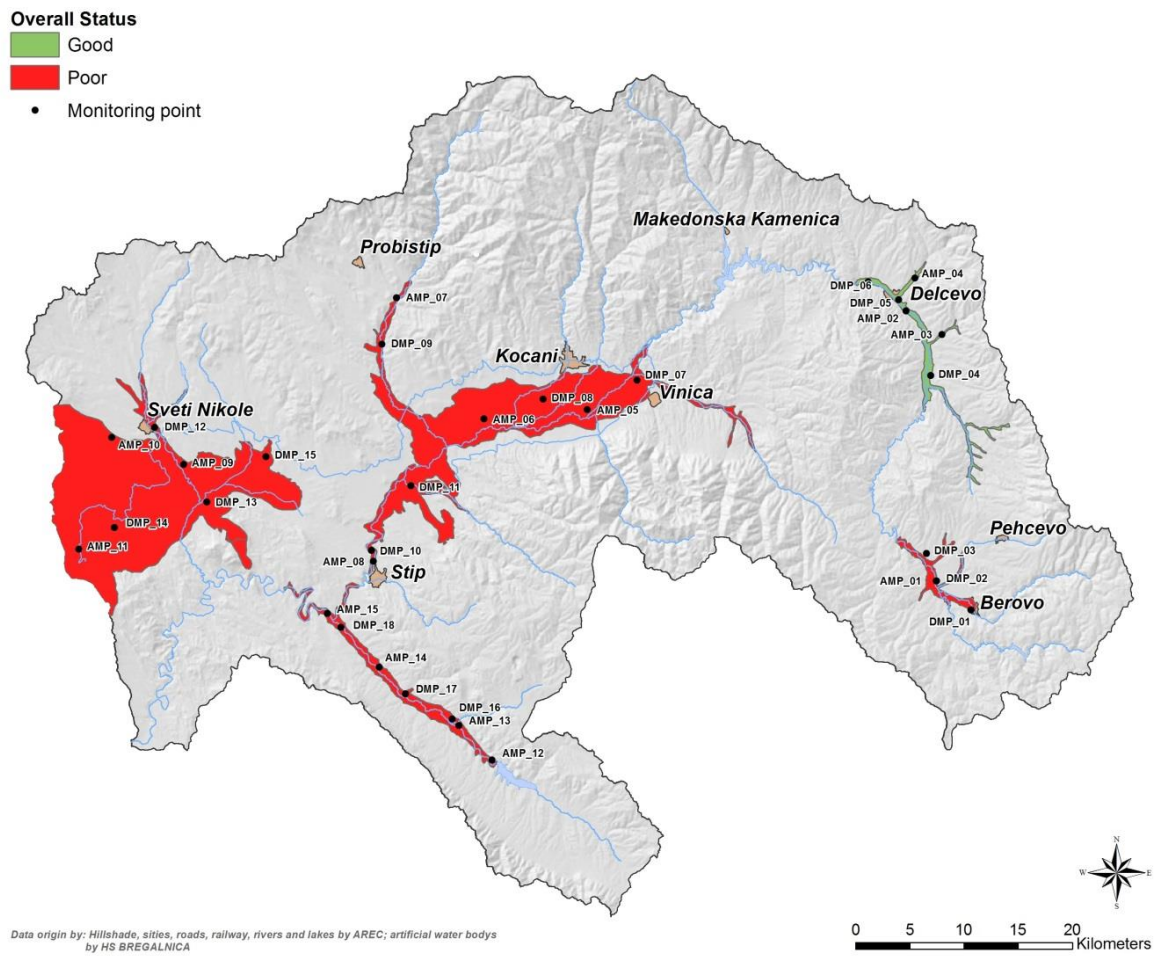 Overall Status
Good
Poor
Monitoring point
Makedonska Kamenica
Probistip
AMP_04
DMP_06
Delcevo
DMP_05
AMP_07
AMP_02
AMP_03
DMP_09
Kocani
DMP_04
DMP_07
Vinica
DMP_08
AMP_05
AMP_06
Sveti Nikole
DMP_12
AMP_10
DMP_15
AMP_09
DMP_11
DMP_13
DMP_14
Pehcevo
AMP_11
DMP_10
DMP_03
AMP_08
Stip
AMP_01
DMP_02
Berovo
AMP_15
DMP_01
DMP_18
AMP_14
DMP_17
DMP_16
AMP_13
AMP_12
N
W
E
S
0 5 10 15 20
Kilometers
Data origin by: Hillshade, sities, roads, railway, rivers and lakes by AREC; artificial water bodys
by HS BREGALNICA